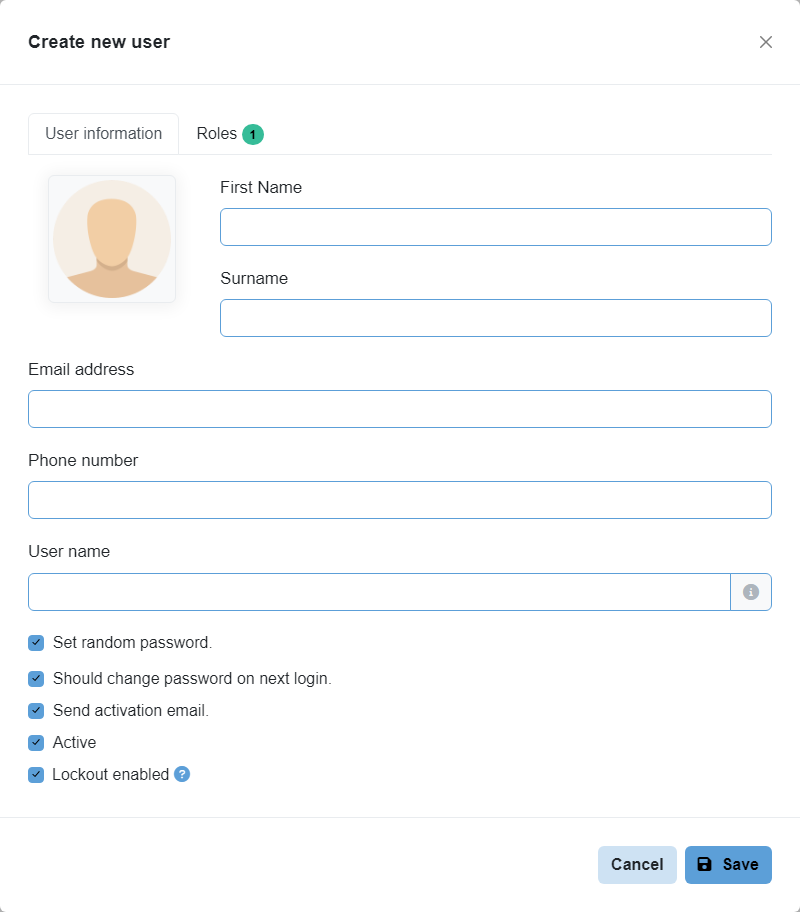 Create new user
User information
Roles 1
First Name
Surname
Email address
Phone number
User name
Set random password.
Should change password on next login.
Send activation email.
Active
Lockout enabled ?
Cancel
Save